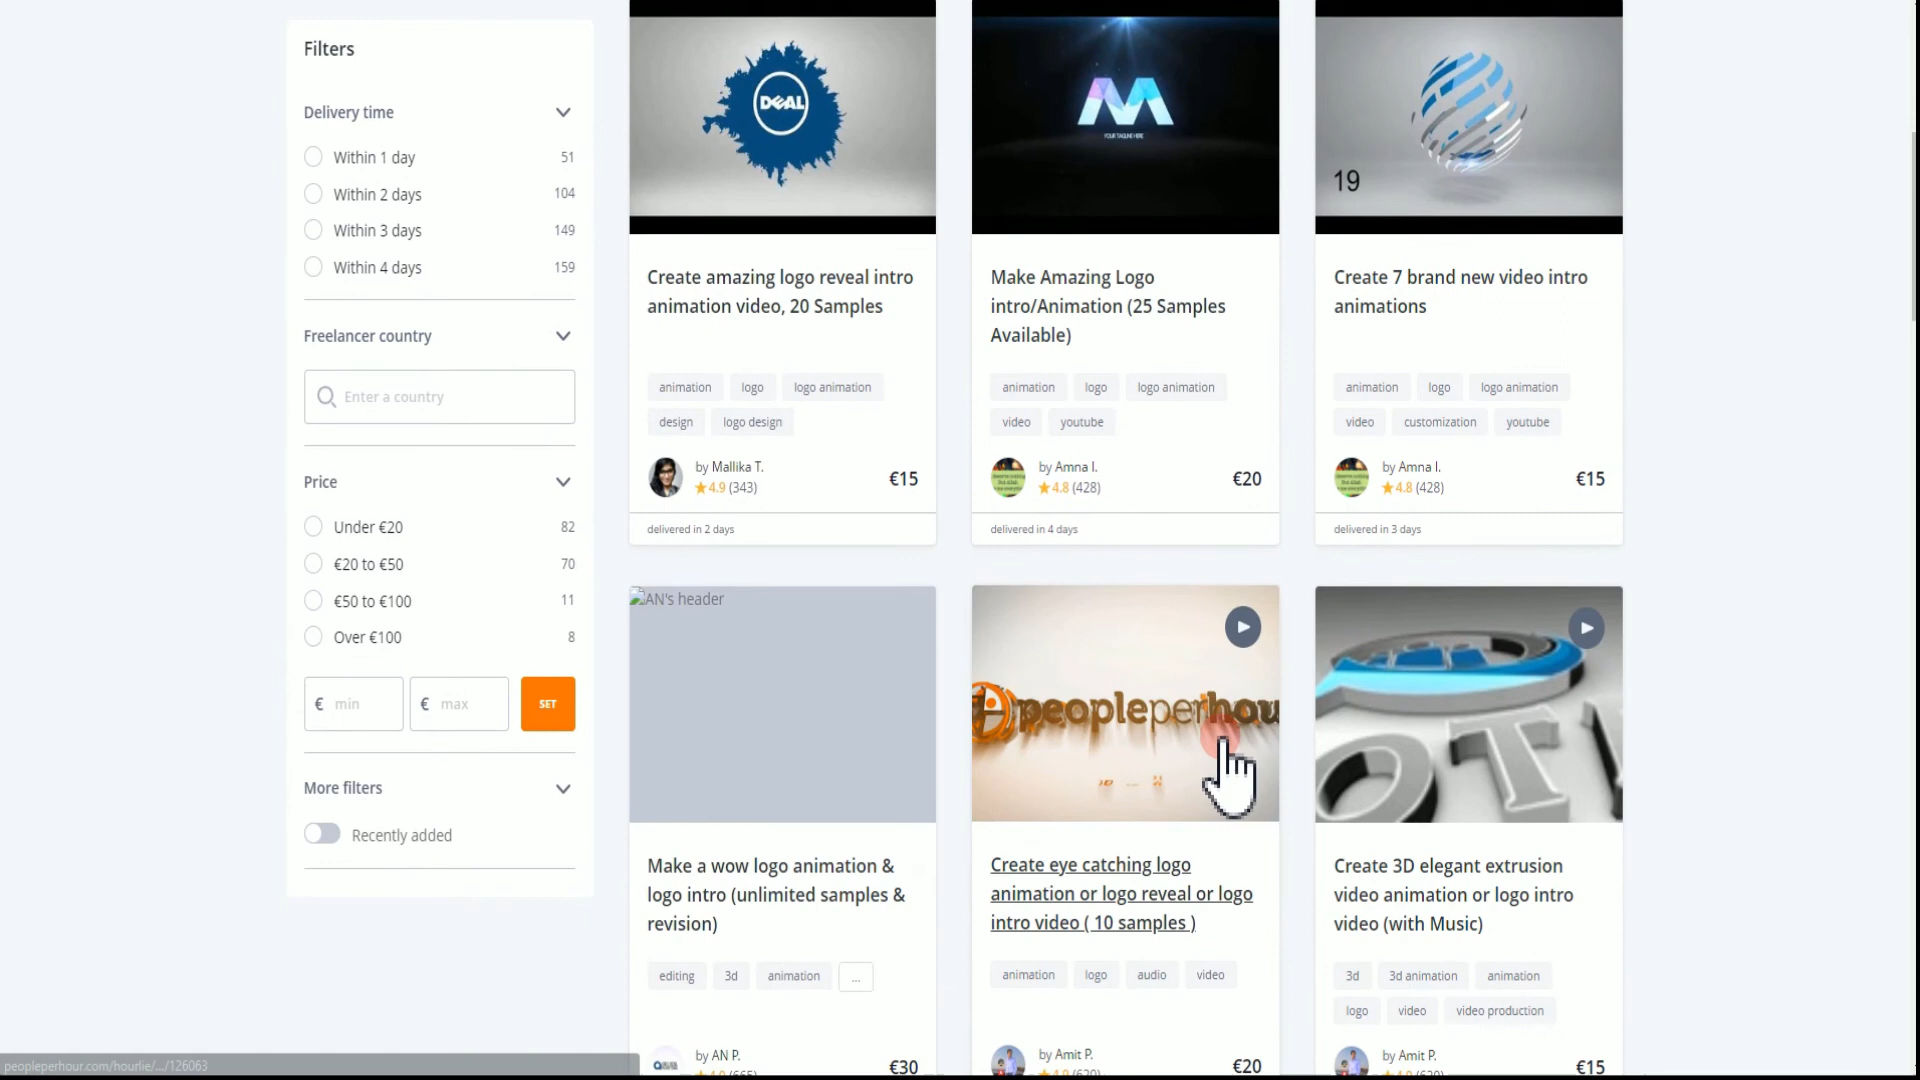 Filters
Delivery time
Within 1 day 51
Within 2 days 104
Within 3 days 149
Within 4 days 159
Freelancer country
Enter a country
Price
Under €20 82
€20 to €50 70
€50 to €100 11
Over €100 8
€ min € max SET
More filters
Recently added
DEAL
Create amazing logo reveal intro
animation video, 20 Samples
animation logo logo animation
design logo design
by Mallika T.
4.9 (343)
€15
delivered in 2 days
M
YOUR TAGLINE HERE
Make Amazing Logo
intro/Animation (25 Samples
Available)
animation logo logo animation
video youtube
by Amna I.
4.8 (428)
€20
delivered in 4 days
19
Create 7 brand new video intro
animations
animation logo logo animation
video customization youtube
by Amna I.
4.8 (428)
€15
delivered in 3 days
AN's header
Make a wow logo animation &
logo intro (unlimited samples &
revision)
editing 3d animation ...
by AN P.
€30
peopleperhou
Create eye catching logo
animation or logo reveal or logo
intro video ( 10 samples )
animation logo audio video
by Amit P.
€20
OTI
Create 3D elegant extrusion
video animation or logo intro
video (with Music)
3d 3d animation animation
logo video video production
by Amit P.
€15
peopleperhour.com/hourlie/.../126063